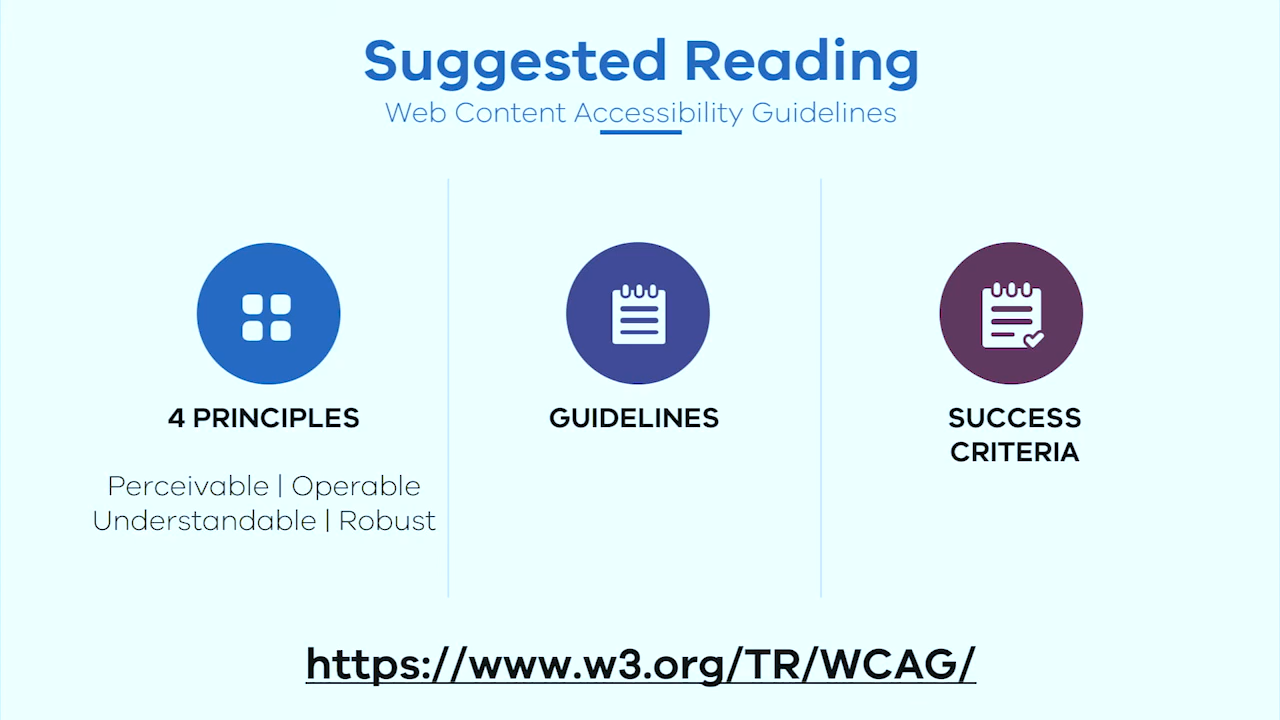 Suggested Reading
Web Content Accessibility Guidelines
4 PRINCIPLES
Perceivable | Operable
Understandable | Robust
GUIDELINES
SUCCESS
CRITERIA
https://www.w3.org/TR/WCAG/